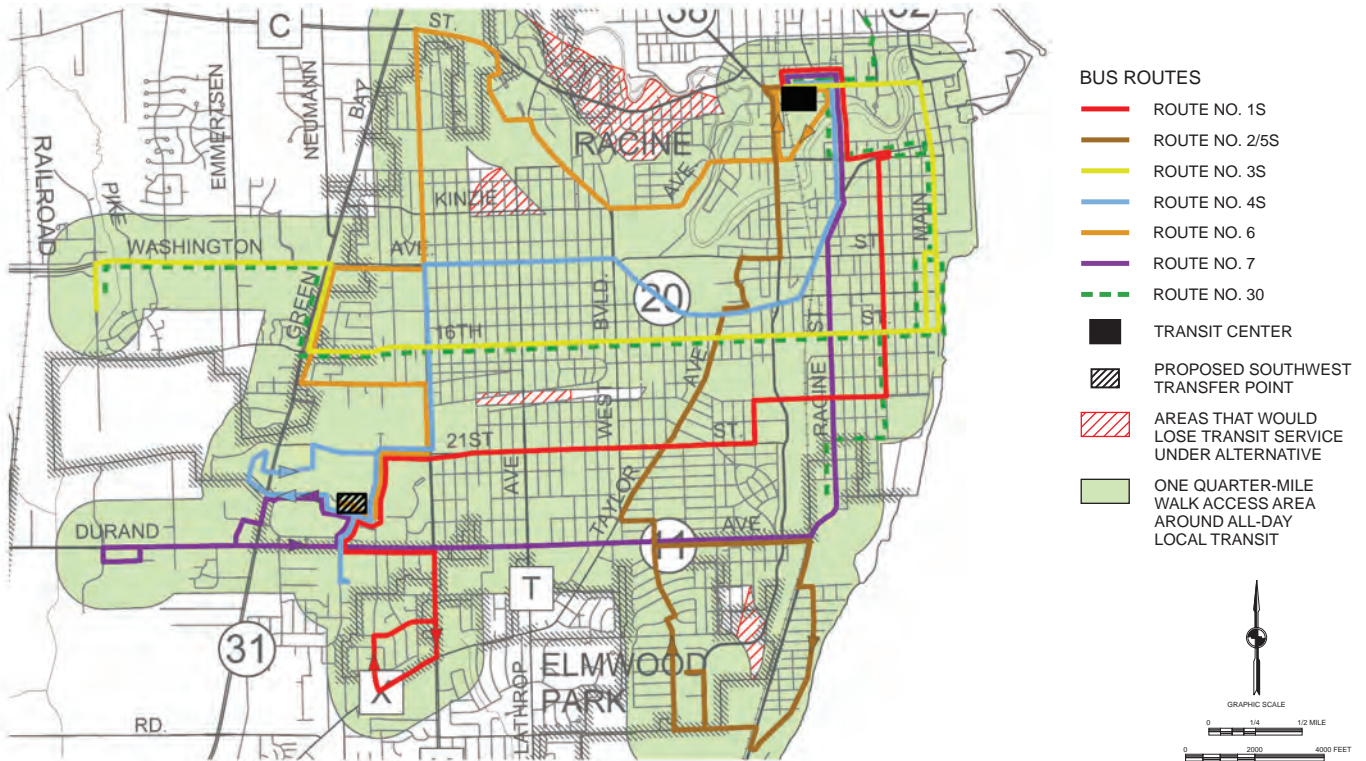 C
ST.
38
32
RAILROAD
PIKE
EMMERSEN
NEUMANN
BAY
RACINE
AVE
KINZIE
WASHINGTON
AVE.
GREEN
BVLD.
20
ST.
MAIN
16TH
ST.
AVE
RACINE
ST.
WEST
21ST
ST.
AVE
TAYLOR
DURAND
AVE.
11
T
31
X
ELMWOOD
PARK
LATHROP
RD.
BUS ROUTES
ROUTE NO. 1S
ROUTE NO. 2/5S
ROUTE NO. 3S
ROUTE NO. 4S
ROUTE NO. 6
ROUTE NO. 7
ROUTE NO. 30
TRANSIT CENTER
PROPOSED SOUTHWEST
TRANSFER POINT
AREAS THAT WOULD
LOSE TRANSIT SERVICE
UNDER ALTERNATIVE
ONE QUARTER-MILE
WALK ACCESS AREA
AROUND ALL-DAY
LOCAL TRANSIT
GRAPHIC SCALE
0 1/4 1/2 MILE
0 2000 4000 FEET